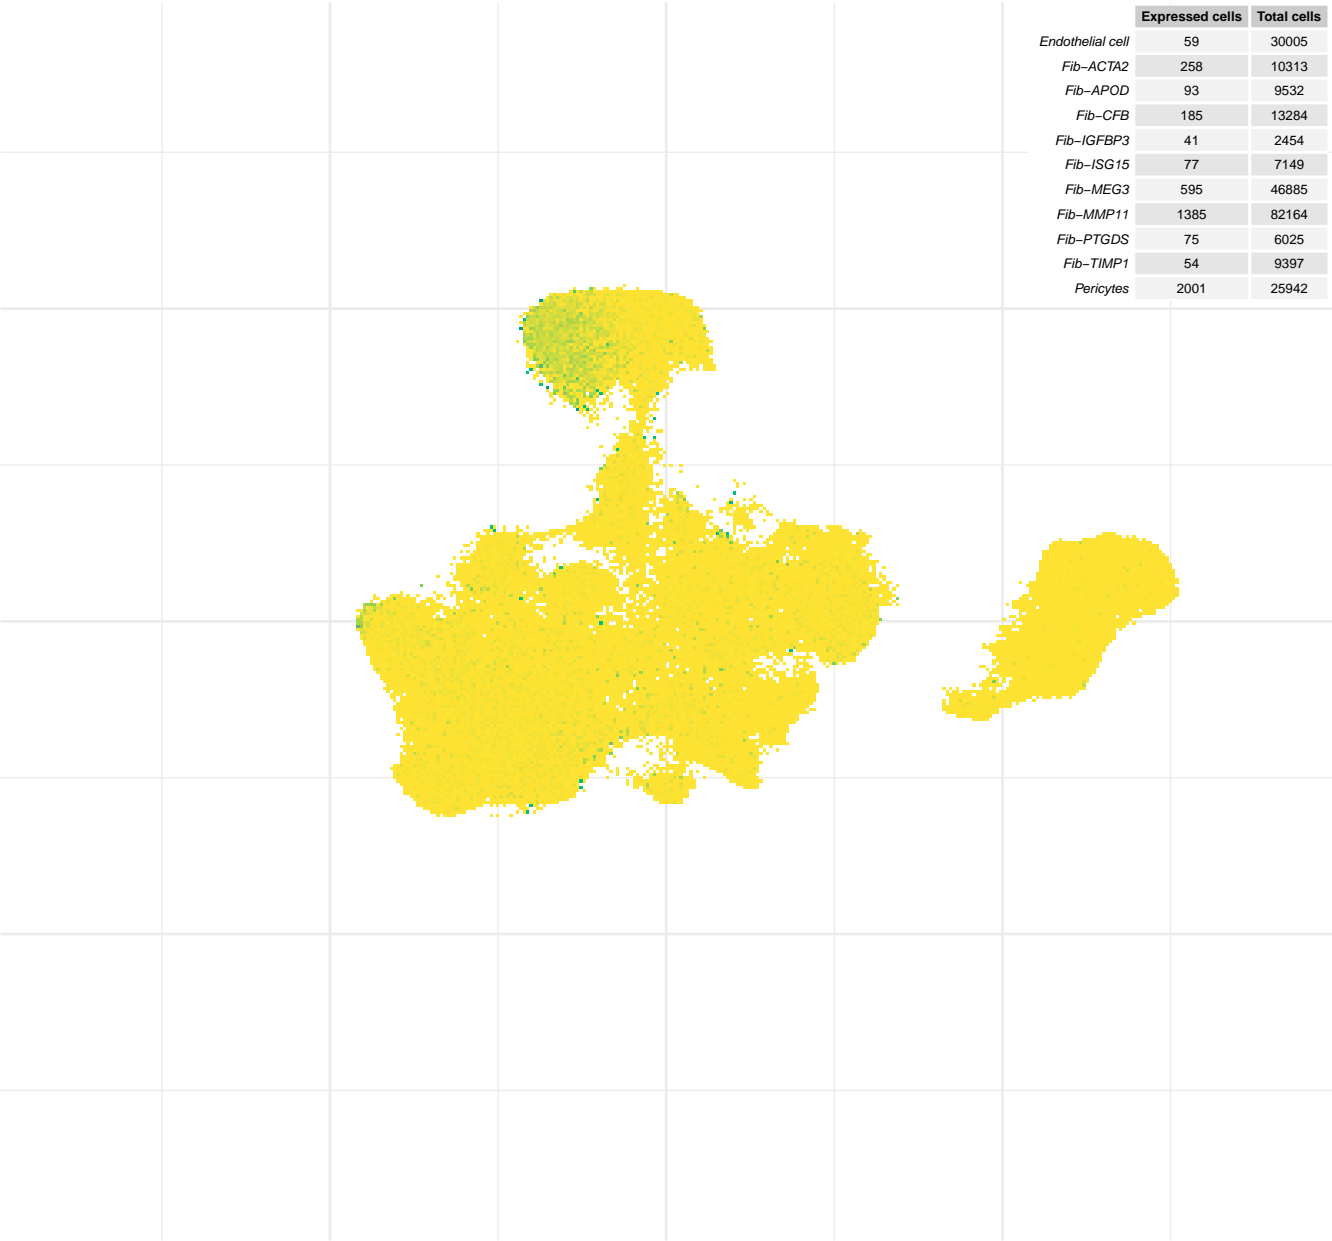 Expressed cells Total cells
Endothelial cell 59 30005
Fib−ACTA2 258 10313
Fib−APOD 93 9532
Fib−CFB 185 13284
Fib−IGFBP3 41 2454
Fib−ISG15 77 7149
Fib−MEG3 595 46885
Fib−MMP11 1385 82164
Fib−PTGDS 75 6025
Fib−TIMP1 54 9397
Pericytes 2001 25942